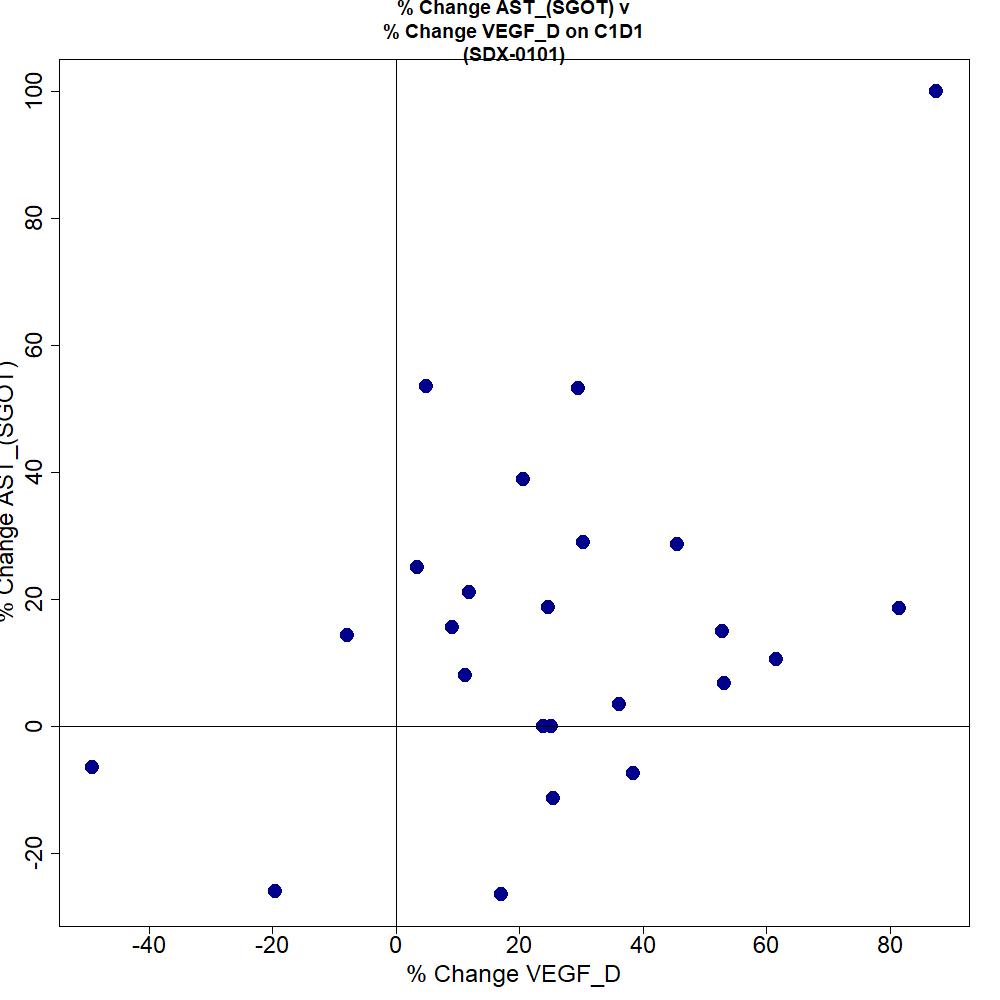 % Change AST_(SGOT) v
% Change VEGF_D on C1D1
(SDX-0101)
% Change AST_(SGOT)
100
80
60
40
20
0
-20
-40
-20
0
20
40
60
80
% Change VEGF_D